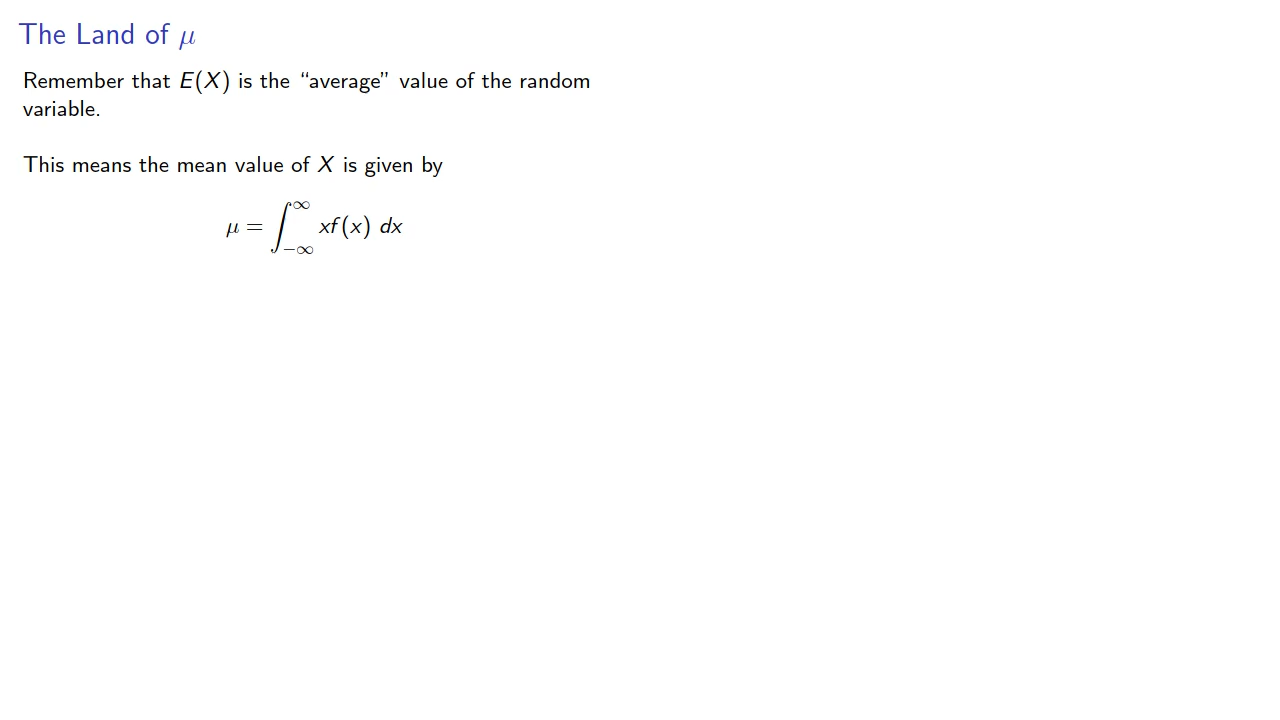 The Land of μ
Remember that E(X) is the “average” value of the random
variable.
This means the mean value of X is given by
μ = ∫_{−∞}^{∞} xf(x) dx